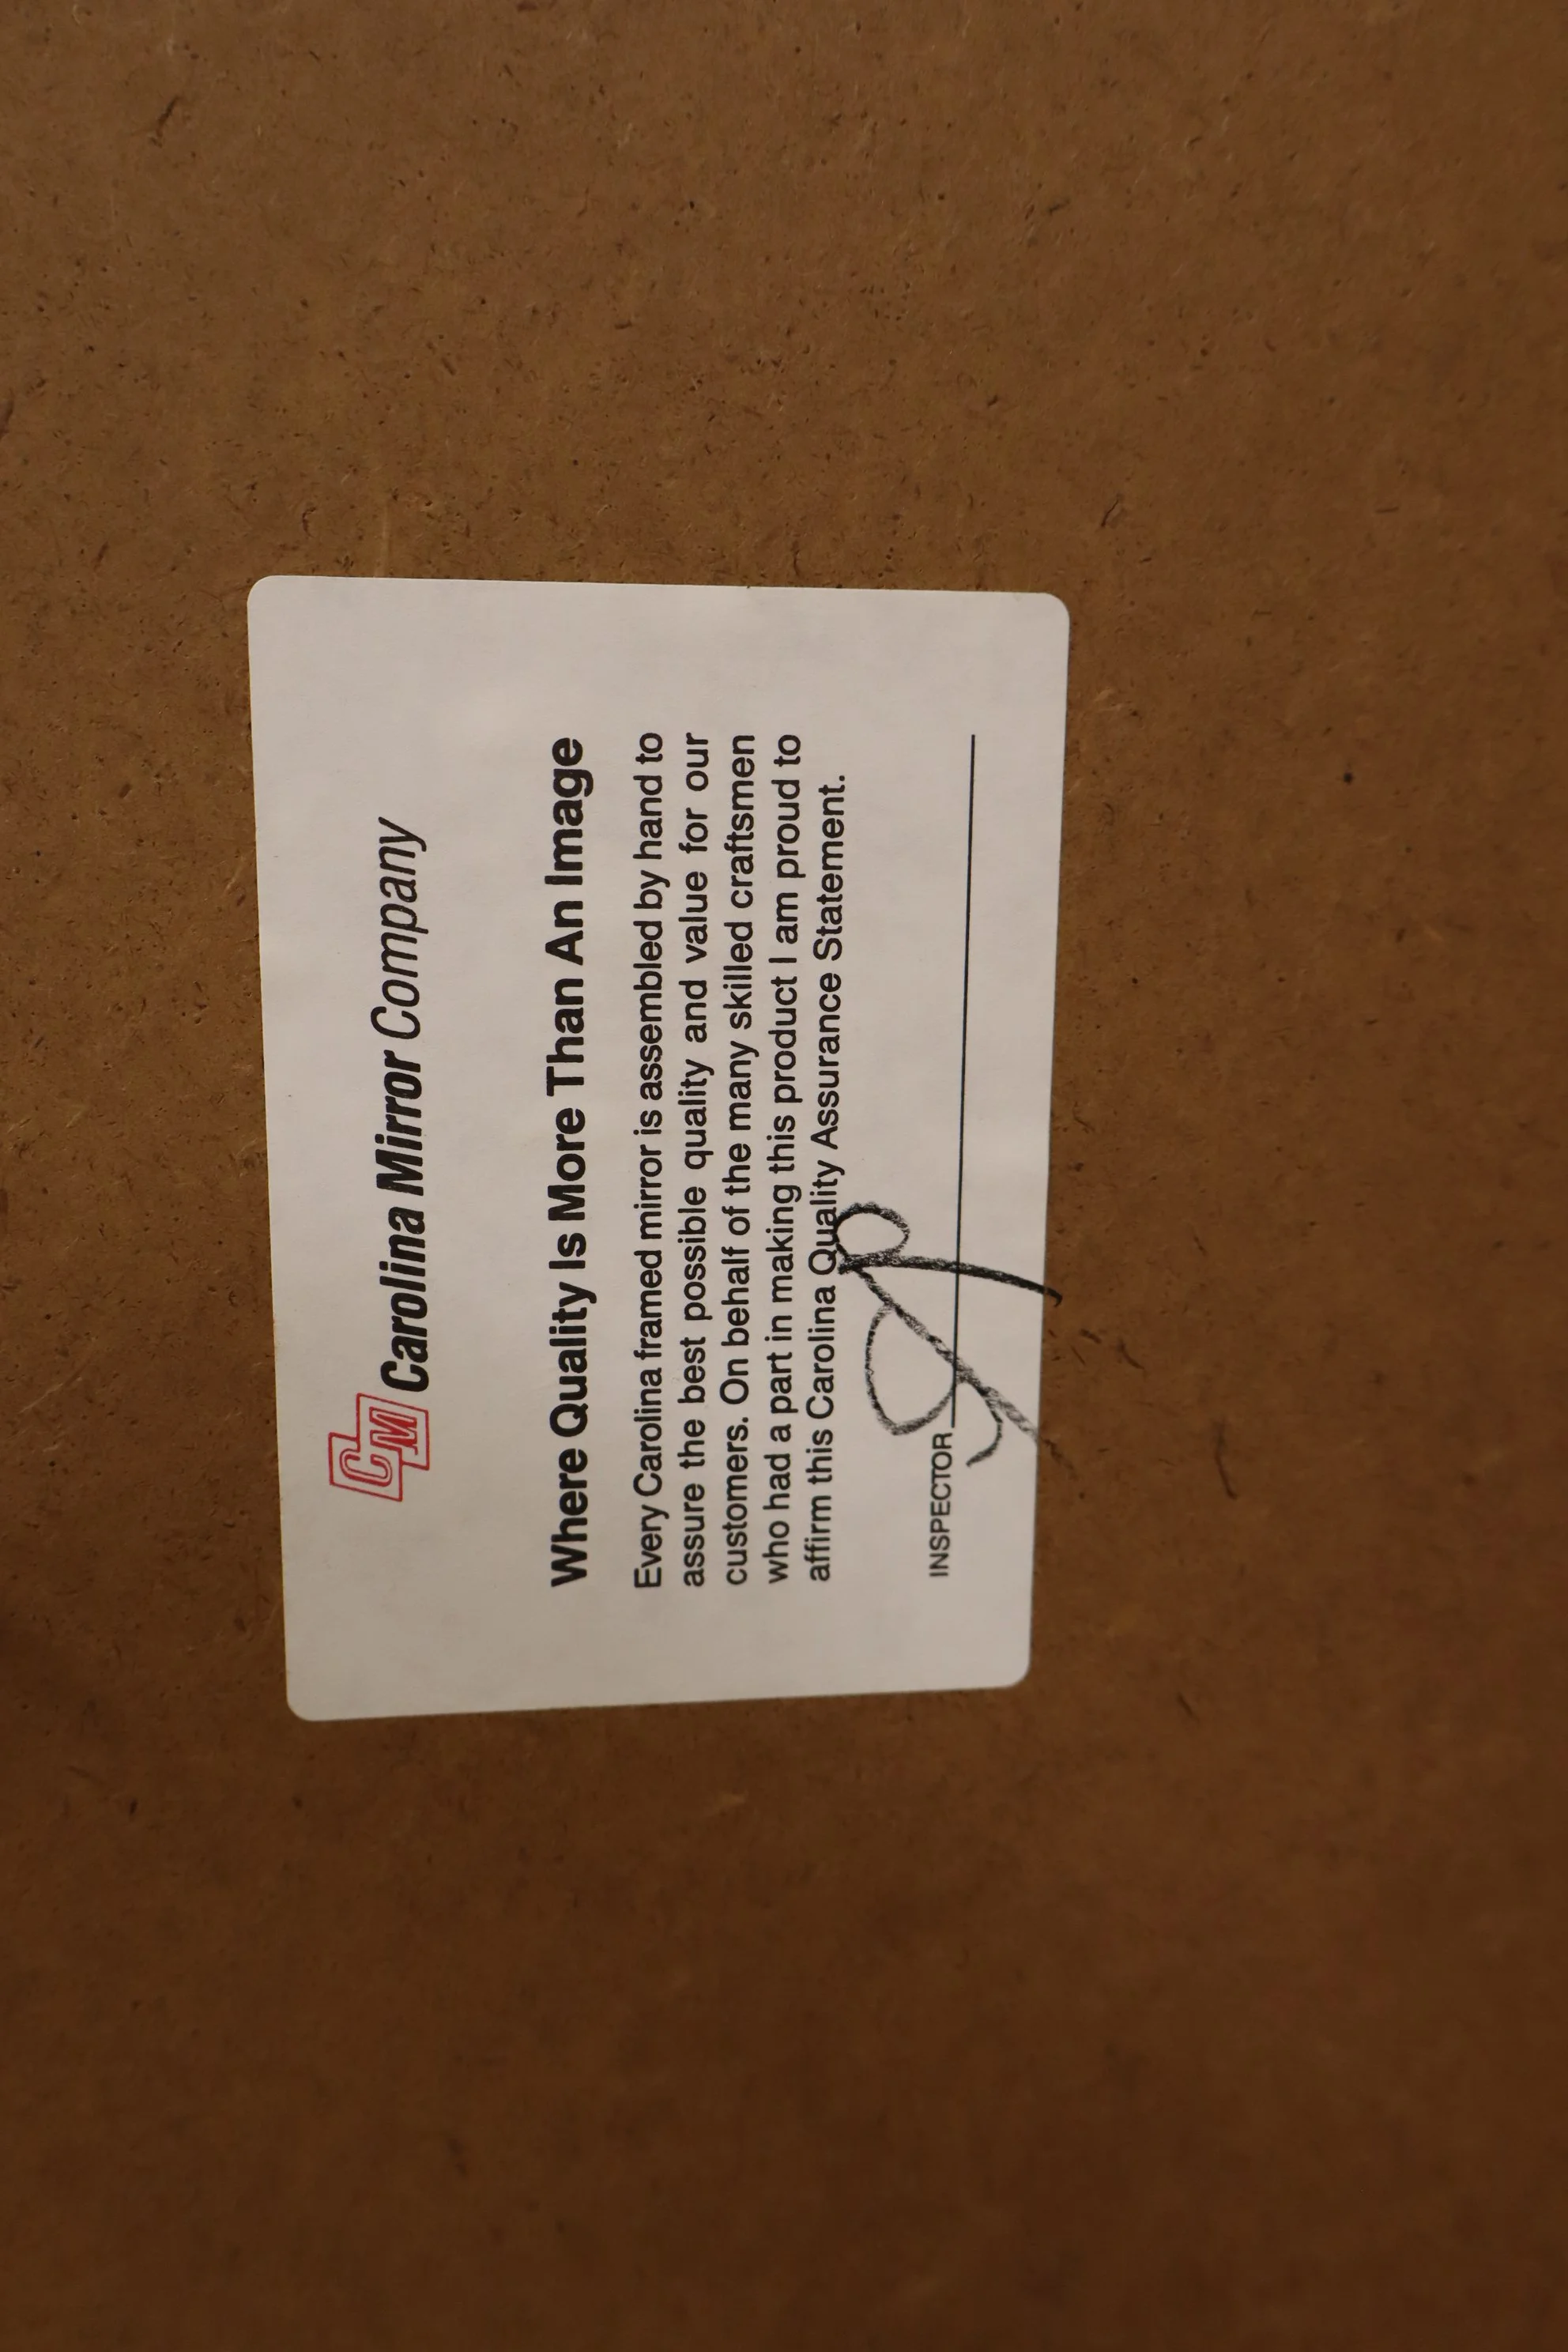 CM Carolina Mirror Company
Where Quality Is More Than An Image
Every Carolina framed mirror is assembled by hand to
assure the best possible quality and value for our
customers. On behalf of the many skilled craftsmen
who had a part in making this product I am proud to
affirm this Carolina Quality Assurance Statement.
INSPECTOR